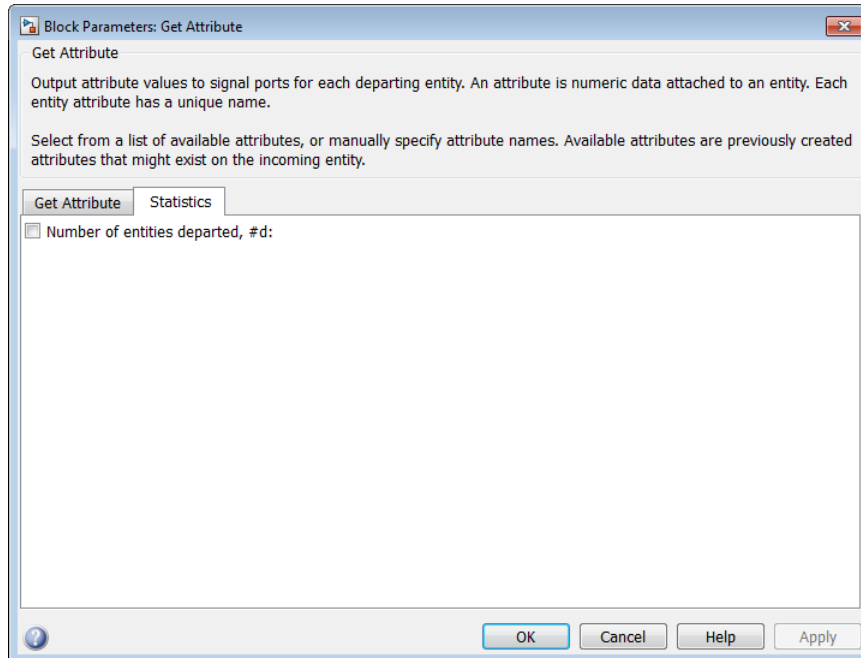 Block Parameters: Get Attribute
Get Attribute
Output attribute values to signal ports for each departing entity. An attribute is numeric data attached to an entity. Each
entity attribute has a unique name.
Select from a list of available attributes, or manually specify attribute names. Available attributes are previously created
attributes that might exist on the incoming entity.
Get Attribute Statistics
Number of entities departed, #d:
? OK Cancel Help Apply